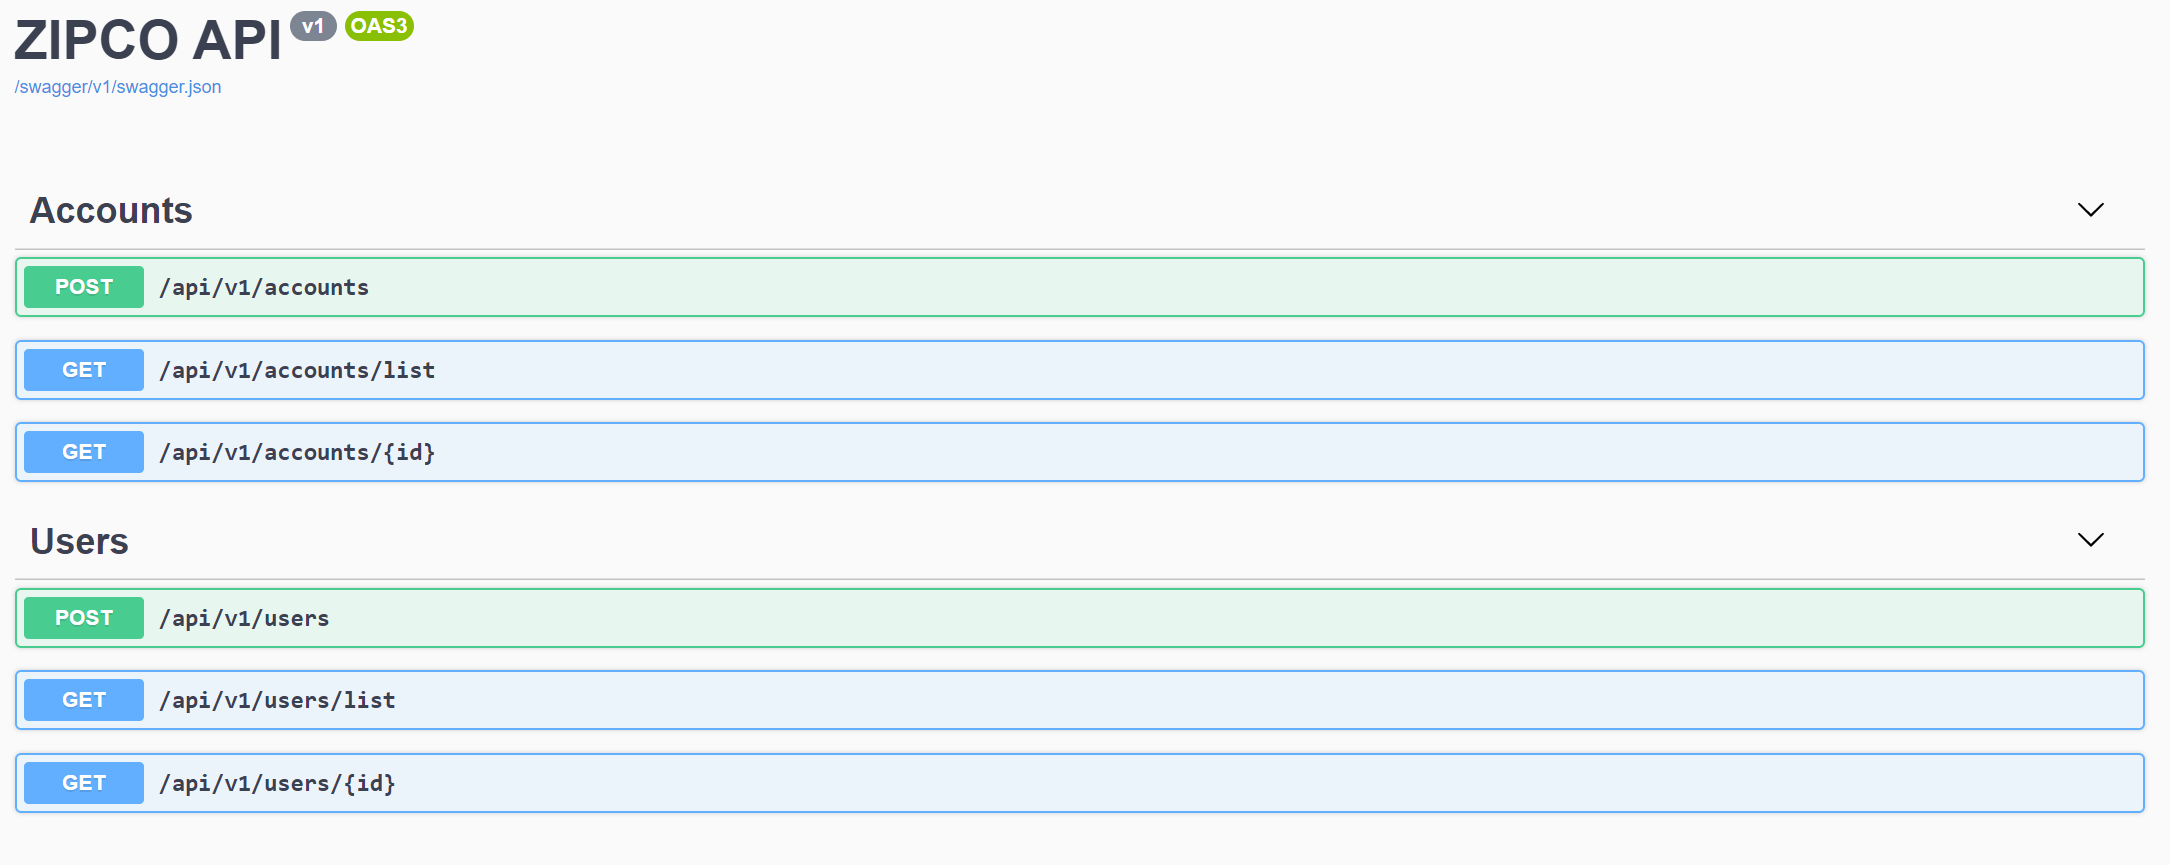 ZIPCO API v1 OAS3
/swagger/v1/swagger.json
Accounts
POST /api/v1/accounts
GET /api/v1/accounts/list
GET /api/v1/accounts/{id}
Users
POST /api/v1/users
GET /api/v1/users/list
GET /api/v1/users/{id}